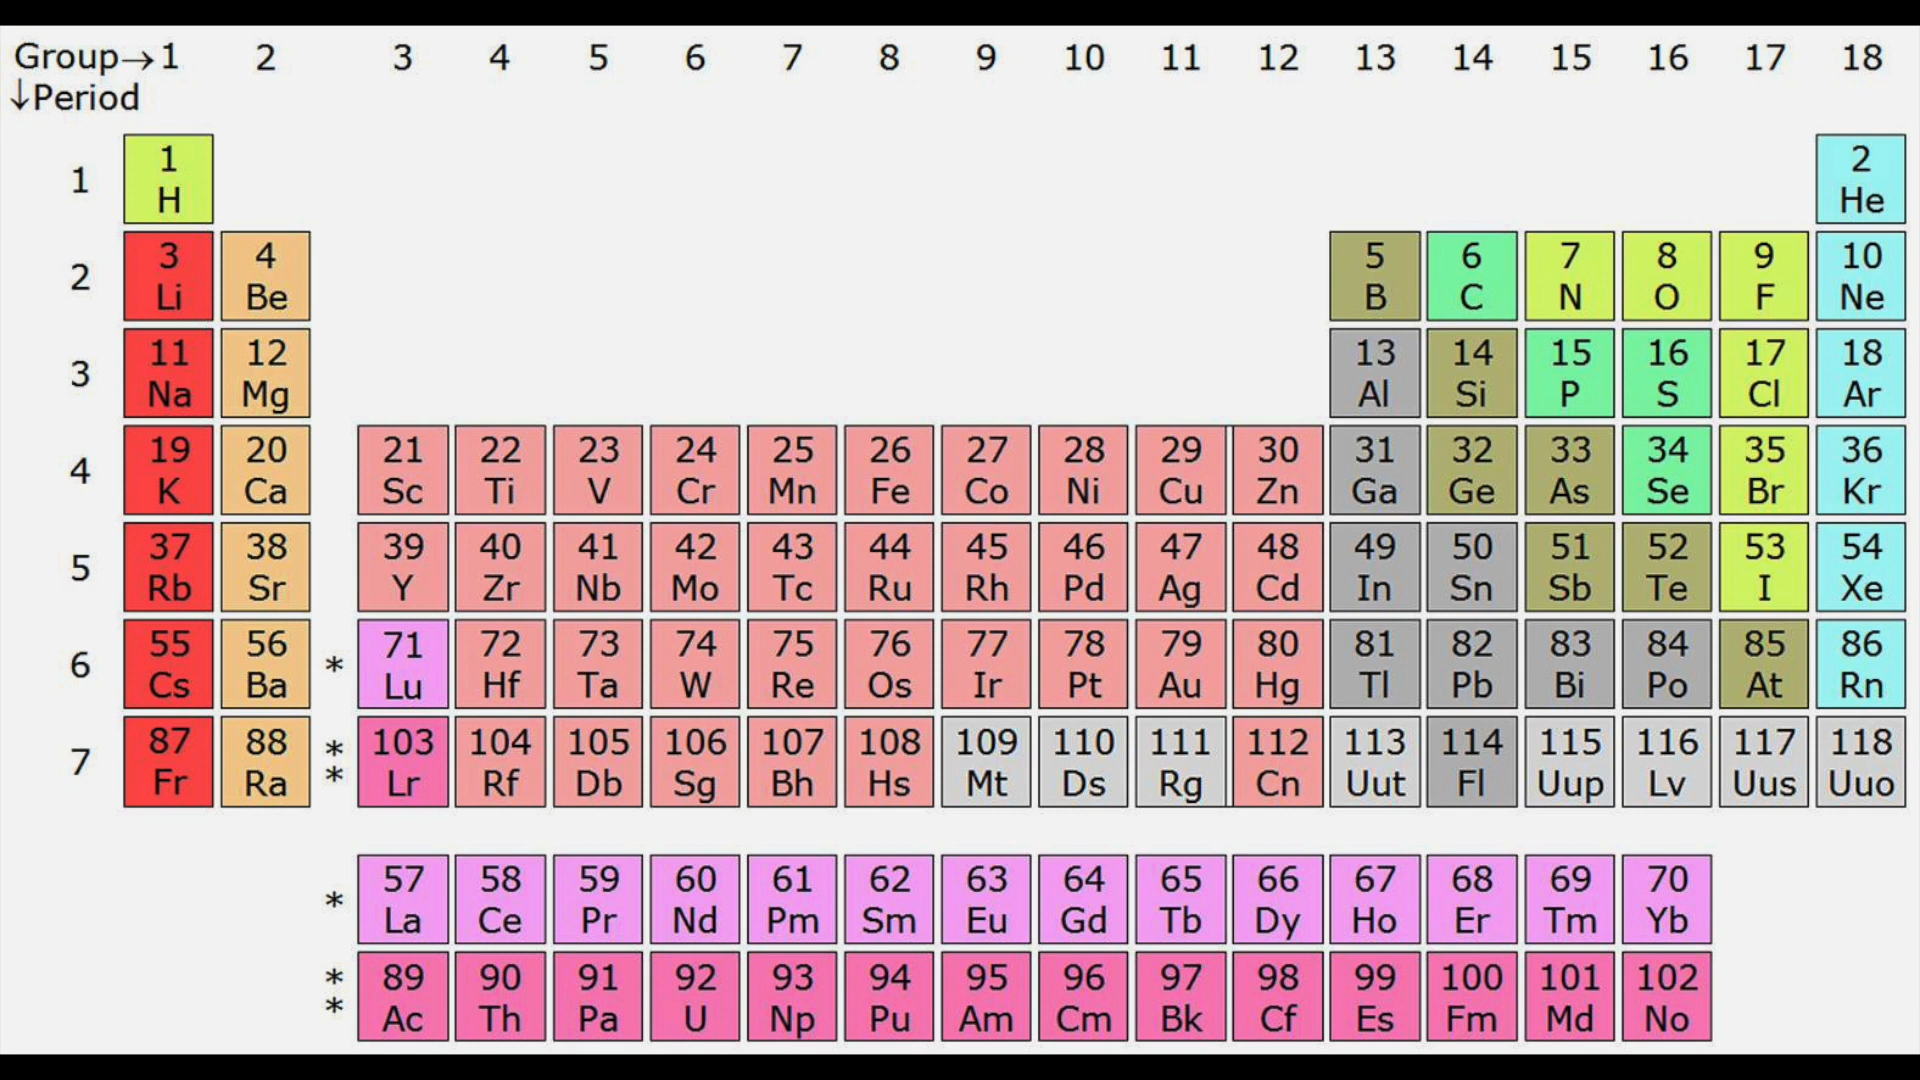 Group→1 2 3 4 5 6 7 8 9 10 11 12 13 14 15 16 17 18
↓Period
1 2
1 H He
3 4 5 6 7 8 9 10
2 Li Be B C N O F Ne
11 12 13 14 15 16 17 18
3 Na Mg Al Si P S Cl Ar
19 20 21 22 23 24 25 26 27 28 29 30 31 32 33 34 35 36
4 K Ca Sc Ti V Cr Mn Fe Co Ni Cu Zn Ga Ge As Se Br Kr
37 38 39 40 41 42 43 44 45 46 47 48 49 50 51 52 53 54
5 Rb Sr Y Zr Nb Mo Tc Ru Rh Pd Ag Cd In Sn Sb Te I Xe
55 56 71 72 73 74 75 76 77 78 79 80 81 82 83 84 85 86
6 Cs Ba * Lu Hf Ta W Re Os Ir Pt Au Hg Tl Pb Bi Po At Rn
87 88 * 103 104 105 106 107 108 109 110 111 112 113 114 115 116 117 118
7 Fr Ra * Lr Rf Db Sg Bh Hs Mt Ds Rg Cn Uut Fl Uup Lv Uus Uuo
57 58 59 60 61 62 63 64 65 66 67 68 69 70
* La Ce Pr Nd Pm Sm Eu Gd Tb Dy Ho Er Tm Yb
* 89 90 91 92 93 94 95 96 97 98 99 100 101 102
* Ac Th Pa U Np Pu Am Cm Bk Cf Es Fm Md No